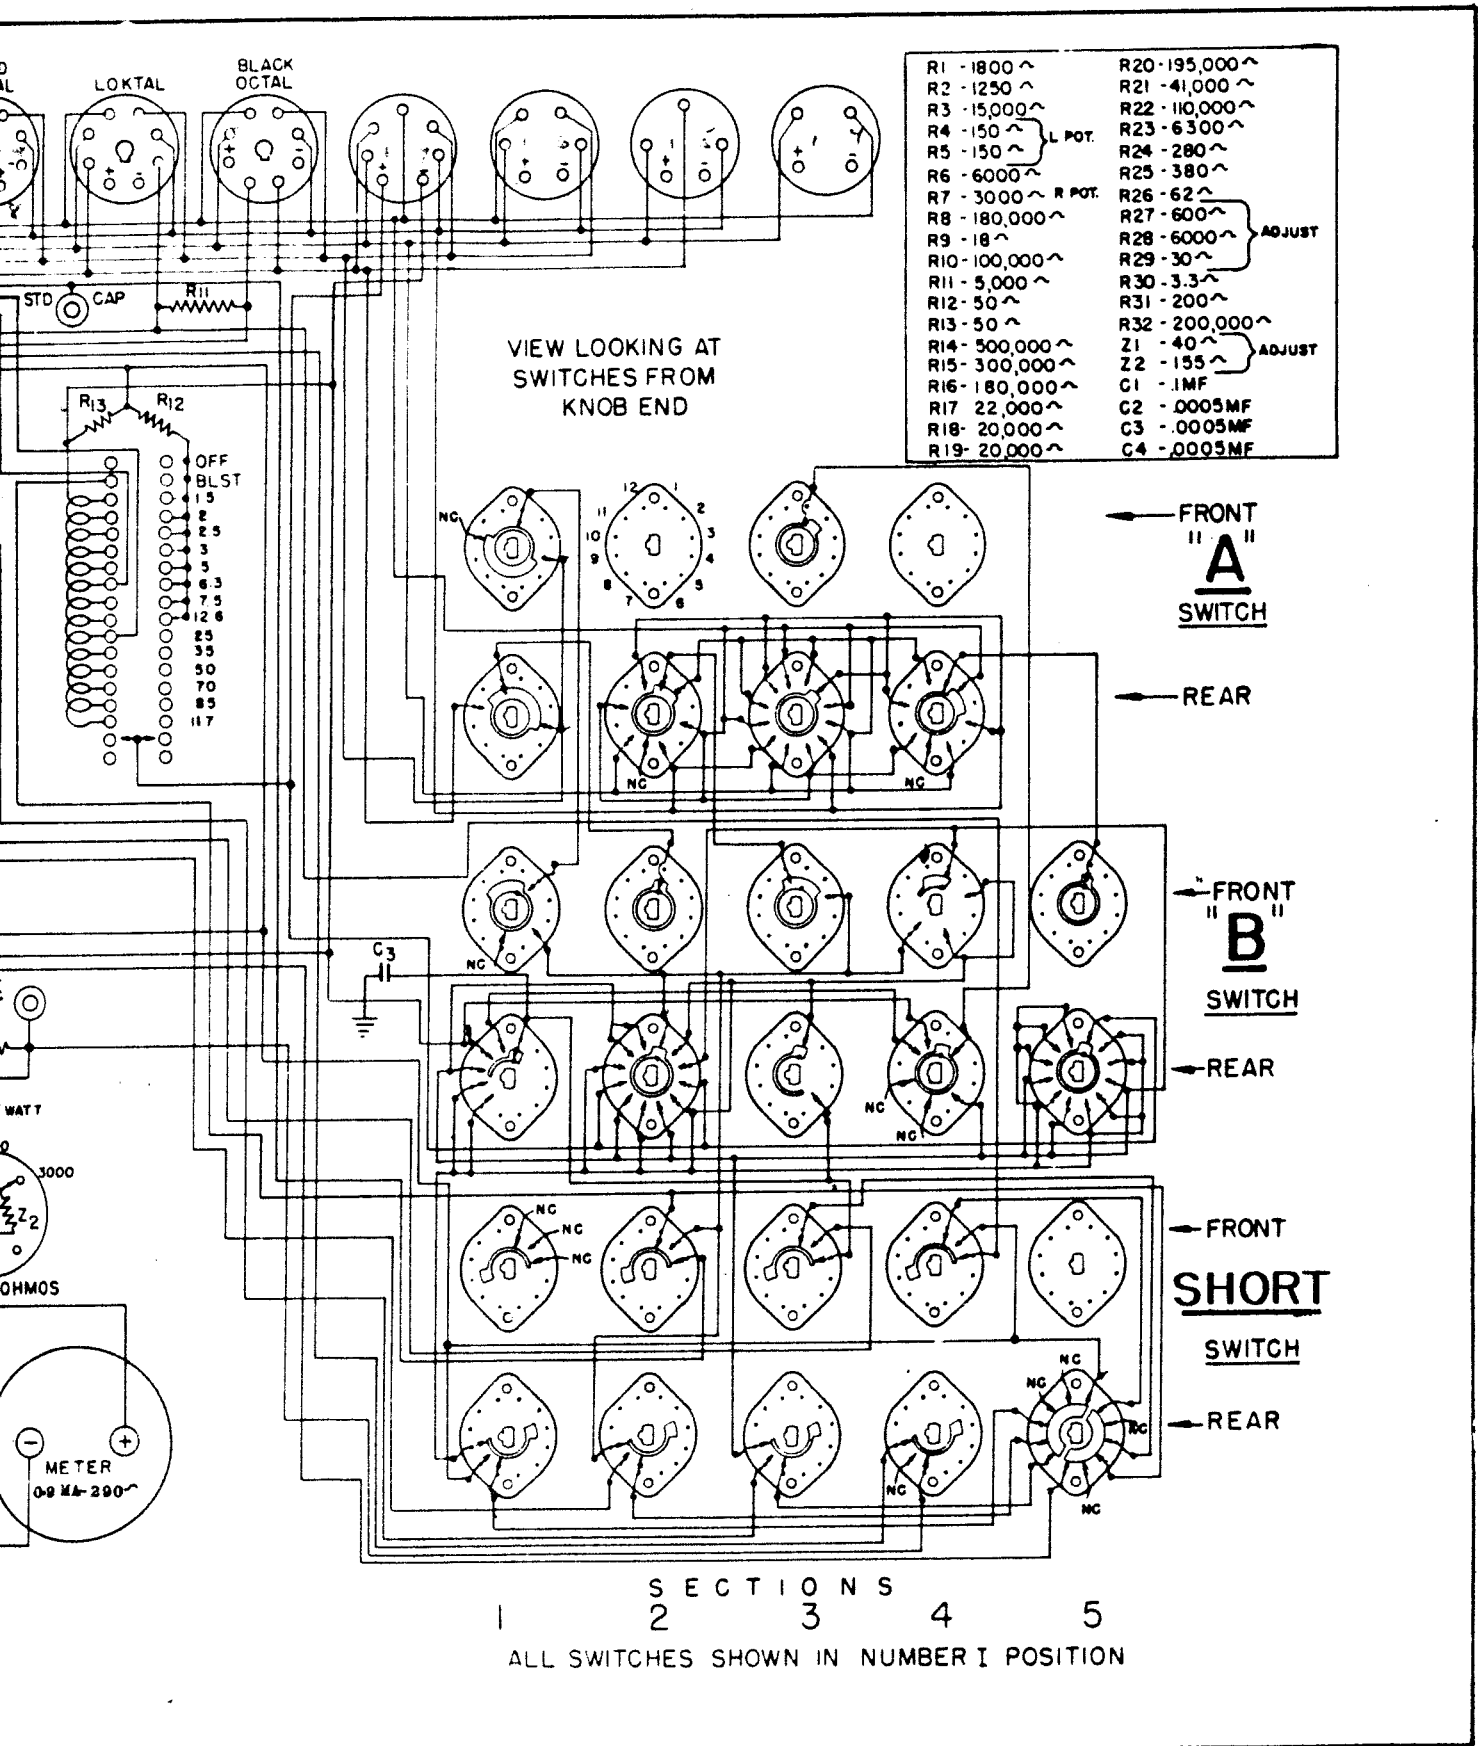 LOKTAL
BLACK
OCTAL
STD
CAP
R11
R1 - 1800~
R2 - 1250~
R3 - 15,000~
R4 - 150~
R5 - 150~
L POT.
R6 - 6000~
R7 - 3000~ R POT.
R8 - 180,000~
R9 - 18~
R10 - 100,000~
R11 - 5,000~
R12 - 50~
R13 - 50~
R14 - 500,000~
R15 - 300,000~
R16 - 180,000~
R17 22,000~
R18 - 20,000~
R19 - 20,000~
R20 - 195,000~
R21 - 41,000~
R22 - 110,000~
R23 - 6300~
R24 - 280~
R25 - 380~
R26 - 62~
R27 - 600~
R28 - 6000~
R29 - 30~
ADJUST
R30 - 3.3~
R31 - 200~
R32 - 200,000~
Z1 - 40~
Z2 - 155~
ADJUST
C1 - .1MF
C2 - .0005MF
C3 - .0005MF
C4 - .0005MF
VIEW LOOKING AT
SWITCHES FROM
KNOB END
R13
R12
OFF
BLST
1.5
2
2.5
3
5
6.3
7.5
12.6
25
35
50
70
85
117
NC
12
1
2
3
4
5
6
7
8
9
10
11
FRONT
"A"
SWITCH
NC
NC
REAR
NC
FRONT
"B"
SWITCH
C3
NC
NC
REAR
WATT
3000
Z2
OHMOS
NC
NC
NC
FRONT
SHORT
SWITCH
NC
NC
NC
NC
NC
REAR
METER
0-9 MA-290~
SECTIONS
1 2 3 4 5
ALL SWITCHES SHOWN IN NUMBER I POSITION